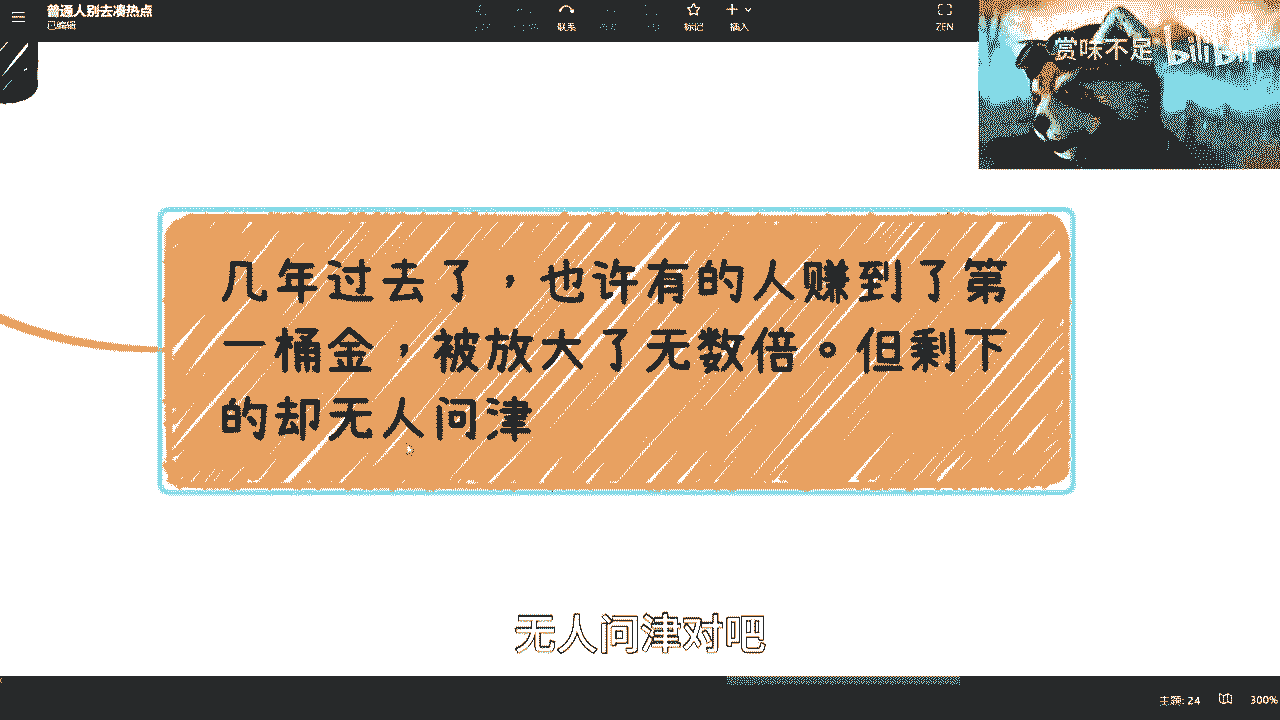 普通人别去凑热点
已编辑
联系
标记
插入
ZEN
赏味不足 bilibili
几年过去了，也许有的人赚到了第
一桶金，被放大了无数倍。但剩下
的却无人问津
无人问津对吧
主题: 24
300%